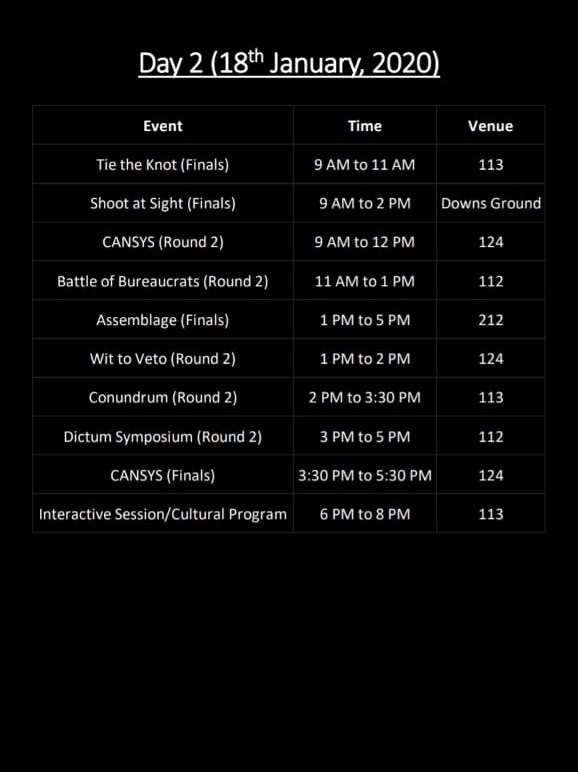 Day 2 (18th January, 2020)
Event Time Venue
Tie the Knot (Finals) 9 AM to 11 AM 113
Shoot at Sight (Finals) 9 AM to 2 PM Downs Ground
CANSYS (Round 2) 9 AM to 12 PM 124
Battle of Bureaucrats (Round 2) 11 AM to 1 PM 112
Assemblage (Finals) 1 PM to 5 PM 212
Wit to Veto (Round 2) 1 PM to 2 PM 124
Conundrum (Round 2) 2 PM to 3:30 PM 113
Dictum Symposium (Round 2) 3 PM to 5 PM 112
CANSYS (Finals) 3:30 PM to 5:30 PM 124
Interactive Session/Cultural Program 6 PM to 8 PM 113